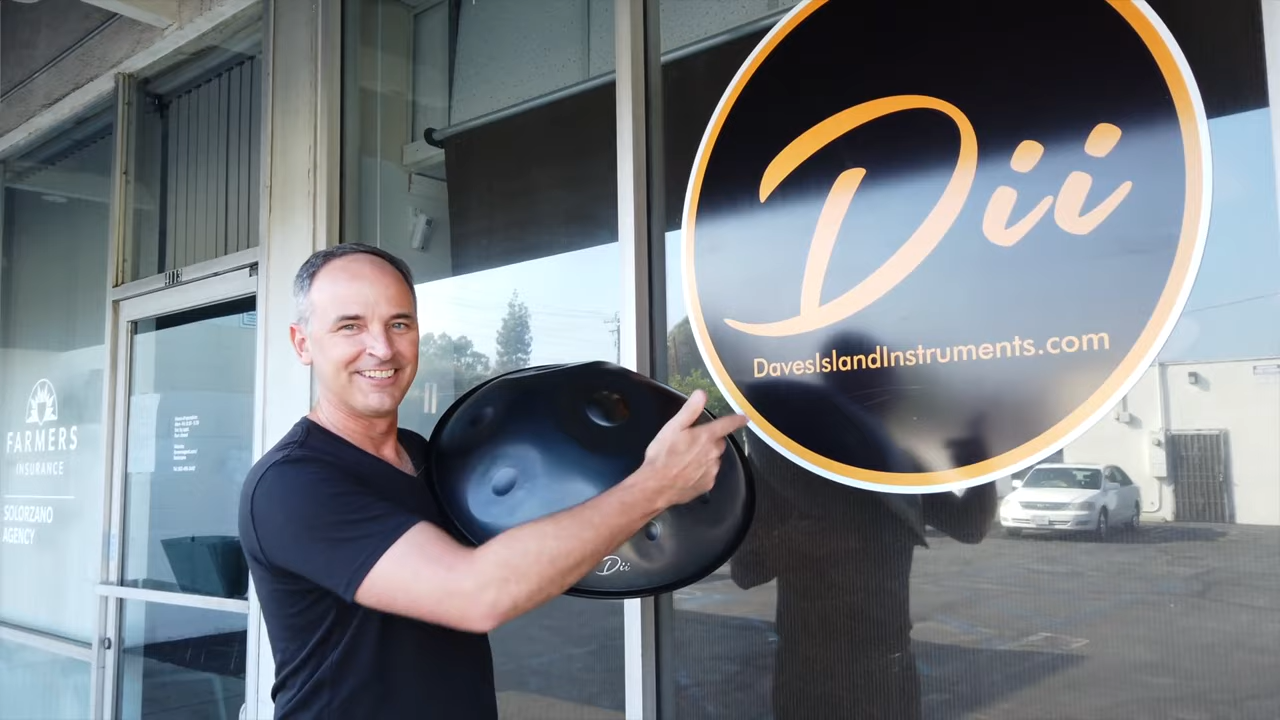 FARMERS
INSURANCE
SOLORZANO
AGENCY
Dii
DavesIslandInstruments.com
Dii